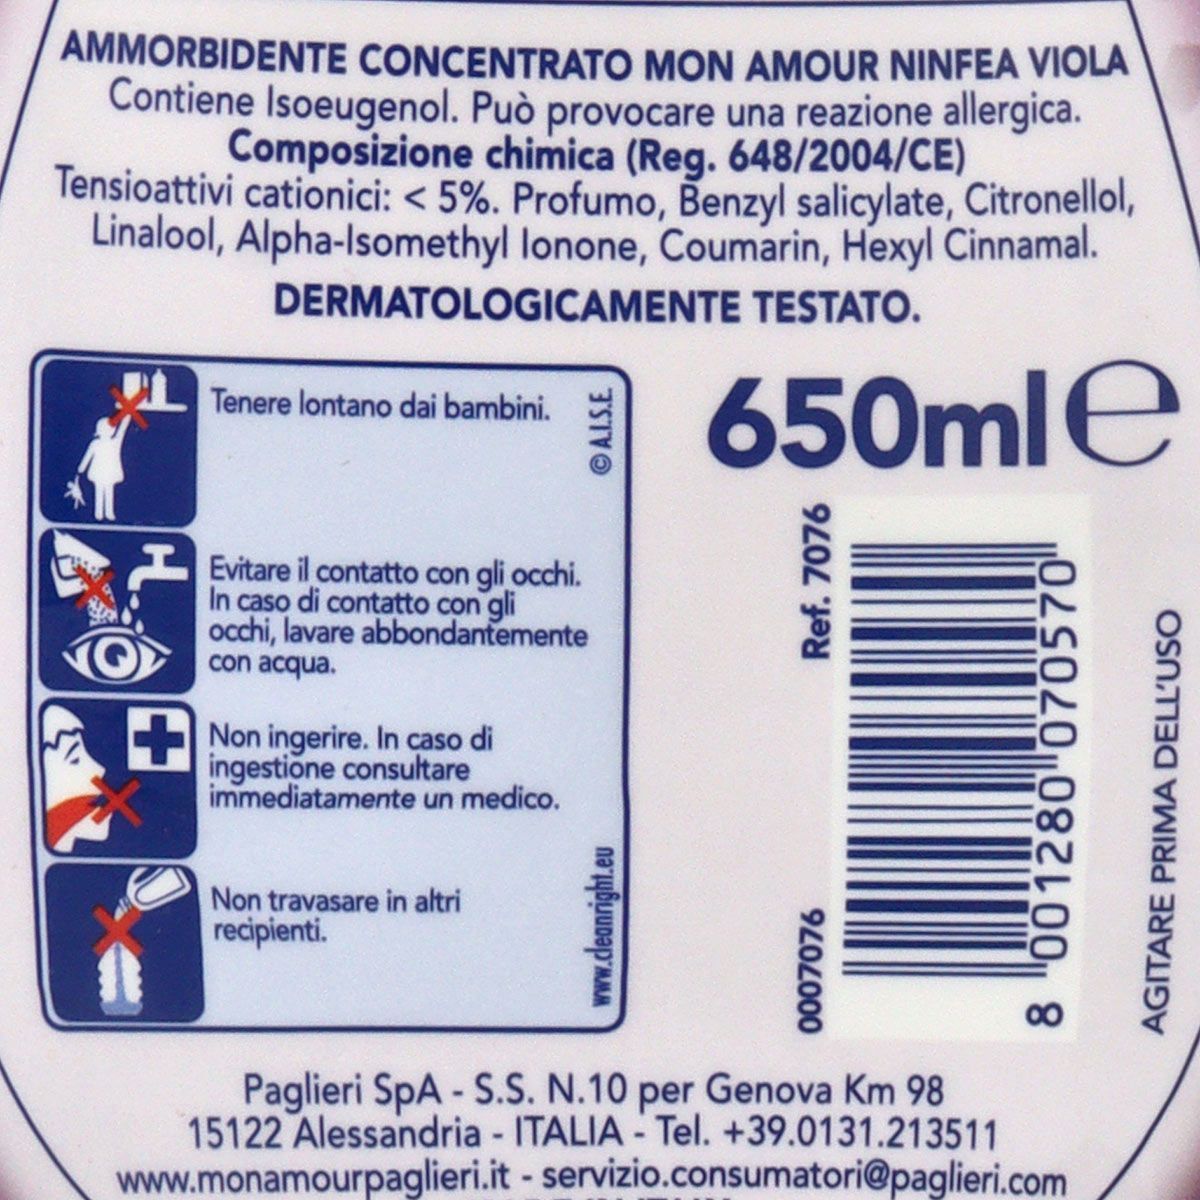 AMMORBIDENTE CONCENTRATO MON AMOUR NINFEA VIOLA
Contiene Isoeugenol. Può provocare una reazione allergica.
Composizione chimica (Reg. 648/2004/CE)
Tensioattivi cationici: < 5%. Profumo, Benzyl salicylate, Citronellol,
Linalool, Alpha-Isomethyl Ionone, Coumarin, Hexyl Cinnamal.
DERMATOLOGICAMENTE TESTATO.
Tenere lontano dai bambini.
© A.I.S.E.
Evitare il contatto con gli occhi.
In caso di contatto con gli
occhi, lavare abbondantemente
con acqua.
Non ingerire. In caso di
ingestione consultare
immediatamente un medico.
Non travasare in altri
recipienti.
www.cleanright.eu
650ml e
Ref. 7076
0007076
8 001280 070570
AGITARE PRIMA DELL'USO
Paglieri SpA - S.S. N.10 per Genova Km 98
15122 Alessandria - ITALIA - Tel. +39.0131.213511
www.monamourpaglieri.it - servizio.consumatori@paglieri.com